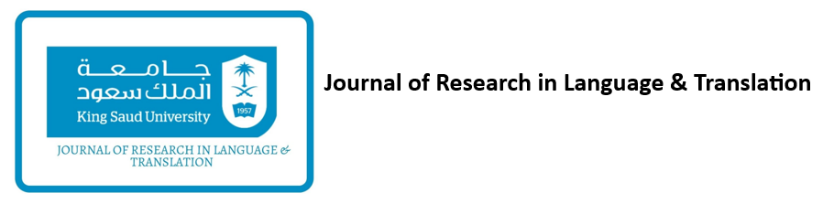 جامعة
الملك سعود
King Saud University
1957
JOURNAL OF RESEARCH IN LANGUAGE &
TRANSLATION
Journal of Research in Language & Translation